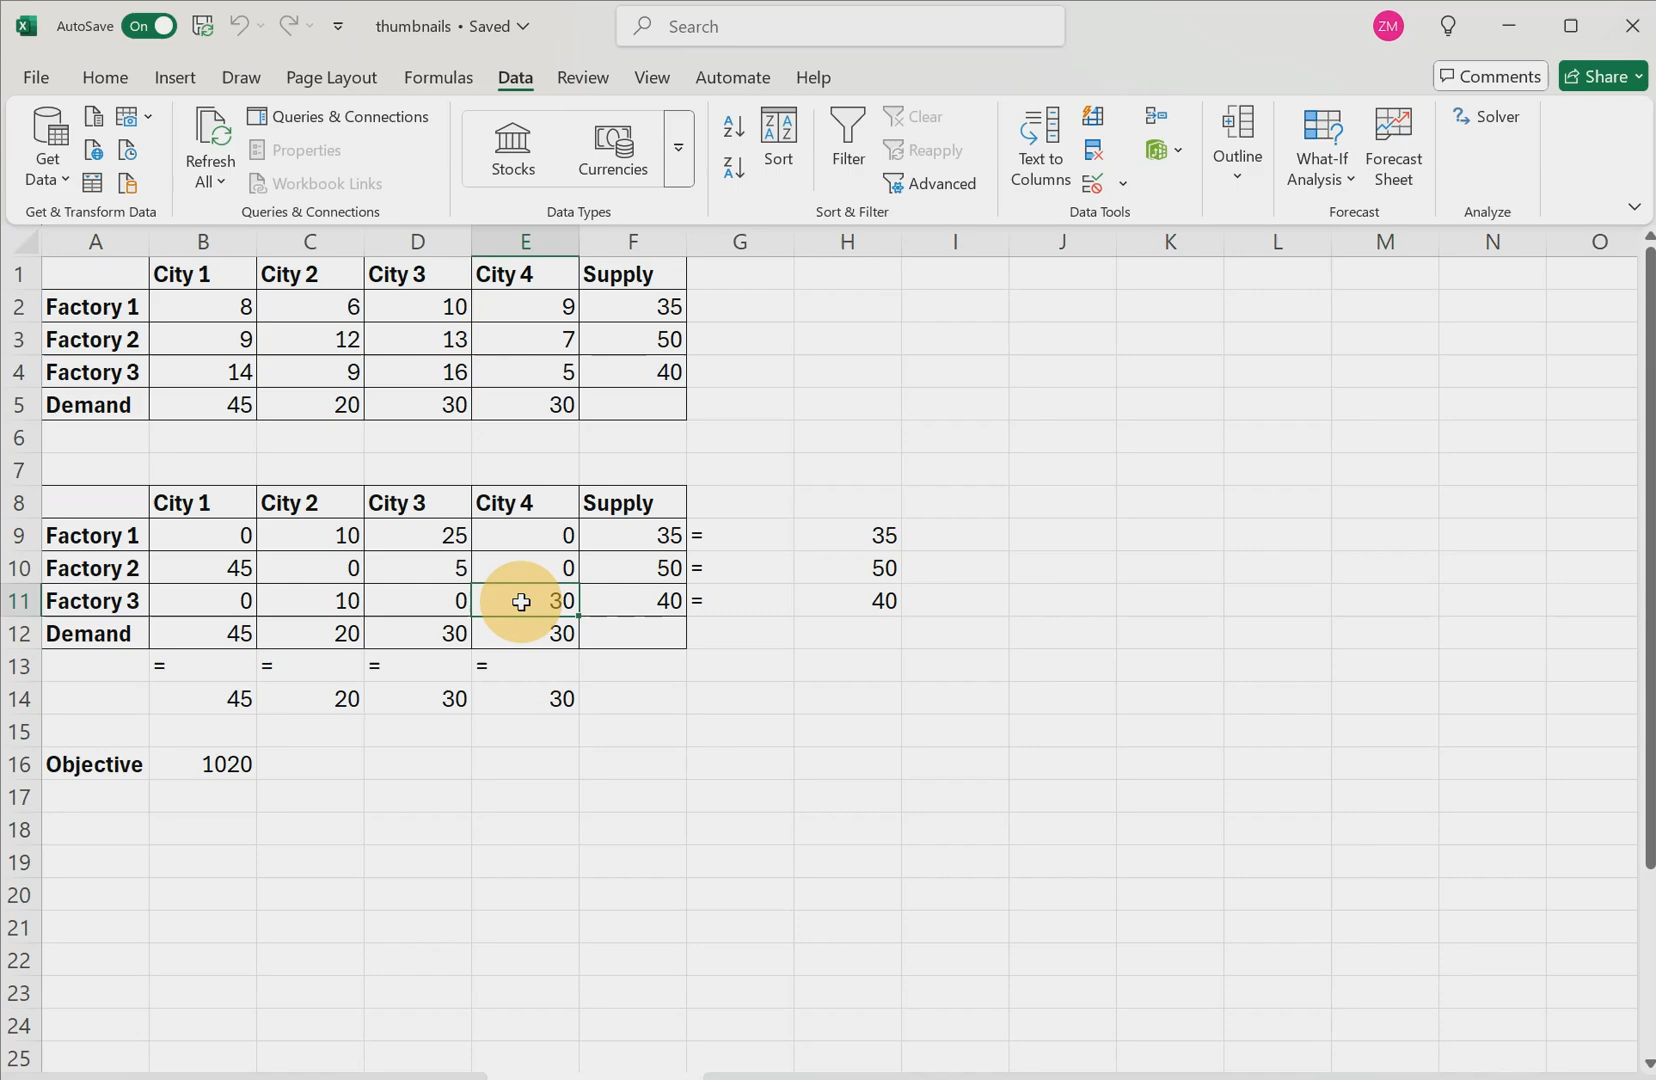 AutoSave On thumbnails • Saved Search ZM
File Home Insert Draw Page Layout Formulas Data Review View Automate Help Comments Share
Get Data Refresh All Queries & Connections Properties Workbook Links Stocks Currencies Sort Filter Clear Reapply Advanced Text to Columns Outline What-If Analysis Forecast Sheet Solver
Get & Transform Data Queries & Connections Data Types Sort & Filter Data Tools Forecast Analyze
A B C D E F G H I J K L M N O
1 City 1 City 2 City 3 City 4 Supply
2 Factory 1 8 6 10 9 35
3 Factory 2 9 12 13 7 50
4 Factory 3 14 9 16 5 40
5 Demand 45 20 30 30
6
7
8 City 1 City 2 City 3 City 4 Supply
9 Factory 1 0 10 25 0 35 = 35
10 Factory 2 45 0 5 0 50 = 50
11 Factory 3 0 10 0 30 40 = 40
12 Demand 45 20 30 30
13 = = = =
14 45 20 30 30
15
16 Objective 1020
17
18
19
20
21
22
23
24
25